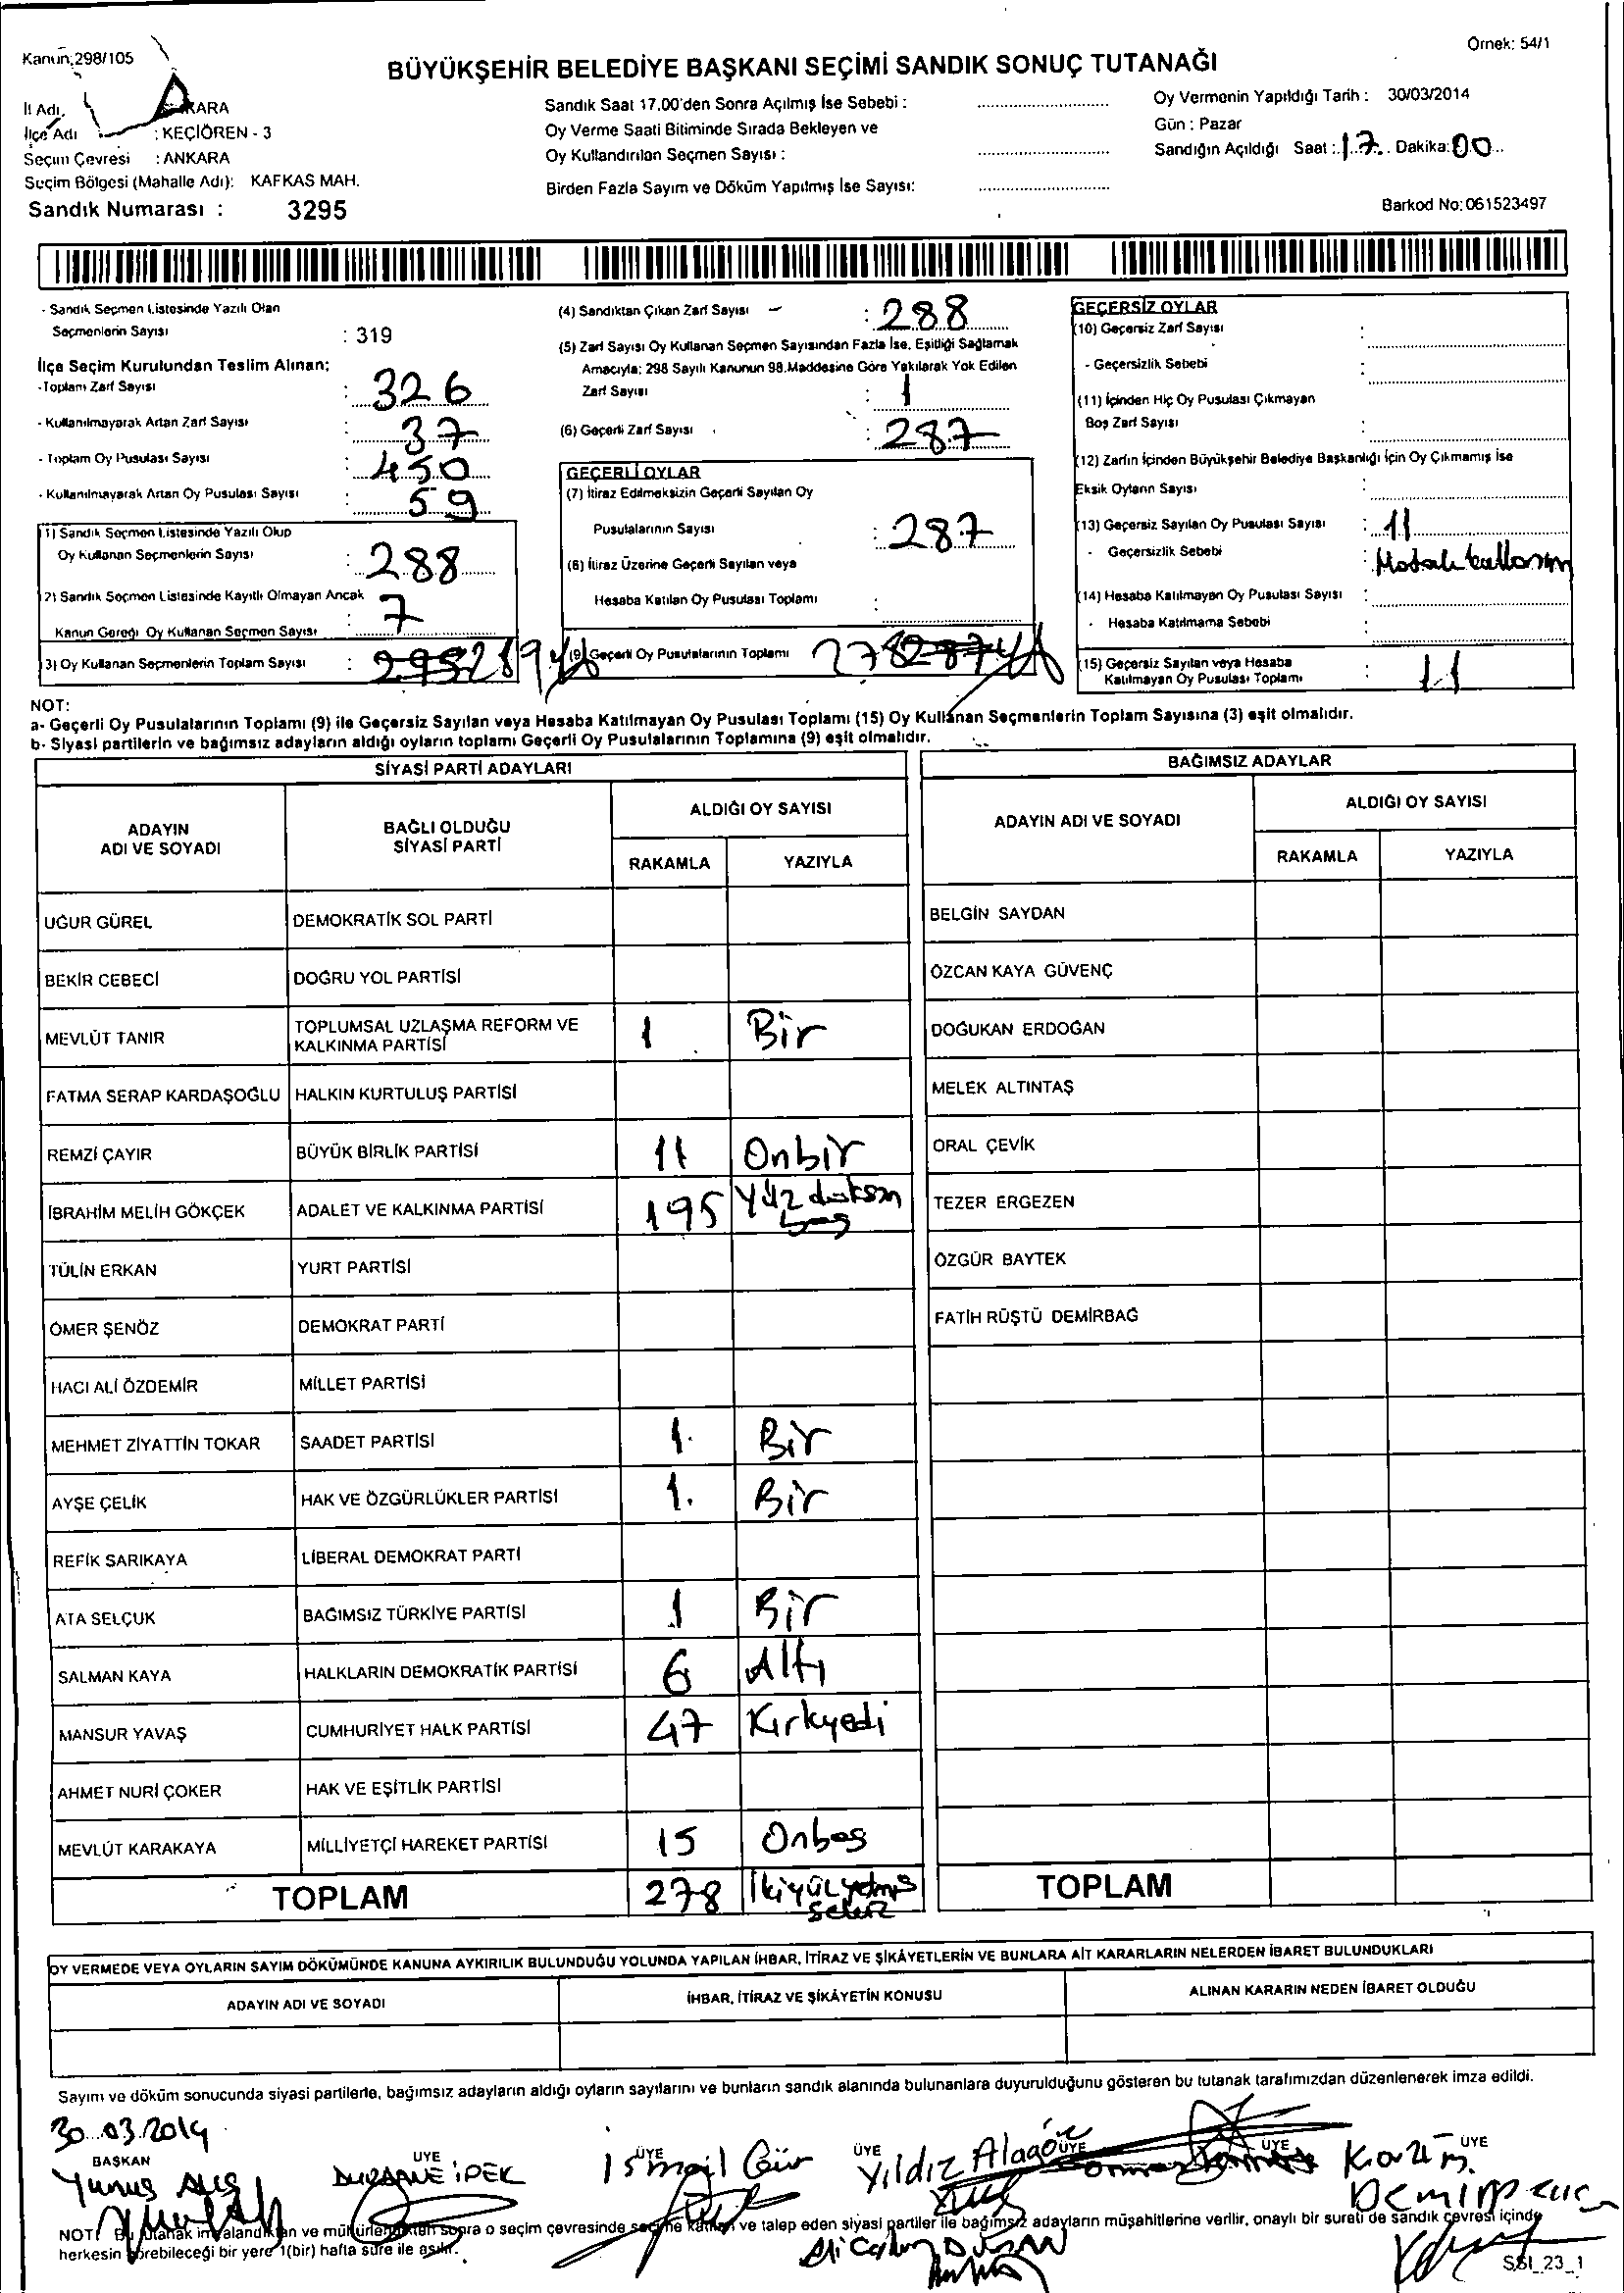 Kanun:298/105
Örnek: 54/1
BÜYÜKŞEHİR BELEDİYE BAŞKANI SEÇİMİ SANDIK SONUÇ TUTANAĞI
İl Adı. KARA
İlçe Adı : KEÇİÖREN - 3
Seçim Çevresi : ANKARA
Seçim Bölgesi (Mahalle Adı): KAFKAS MAH.
Sandık Numarası : 3295
Sandık Saat 17.00'den Sonra Açılmış İse Sebebi :
Oy Verme Saati Bitiminde Sırada Bekleyen ve
Oy Kullandırılan Seçmen Sayısı :
Birden Fazla Sayım ve Döküm Yapılmış İse Sayısı:
Oy Vermenin Yapıldığı Tarih : 30/03/2014
Gün : Pazar
Sandığın Açıldığı Saat : 17 Dakika: 00
Barkod No: 061523497
- Sandık Seçmen Listesinde Yazılı Olan
Seçmenlerin Sayısı : 319
İlçe Seçim Kurulundan Teslim Alınan;
-Toplam Zarf Sayısı : 326
- Kullanılmayarak Artan Zarf Sayısı : 37
- Toplam Oy Pusulası Sayısı : 450
- Kullanılmayarak Artan Oy Pusulası Sayısı : 59
(1) Sandık Seçmen Listesinde Yazılı Olup
Oy Kullanan Seçmenlerin Sayısı : 288
(2) Sandık Seçmen Listesinde Kayıtlı Olmayan Ancak
Kanun Gereği Oy Kullanan Seçmen Sayısı : 7
(3) Oy Kullanan Seçmenlerin Toplam Sayısı : 295 289
(4) Sandıktan Çıkan Zarf Sayısı : 288
(5) Zarf Sayısı Oy Kullanan Seçmen Sayısından Fazla İse, Eşitliği Sağlamak
Amacıyla; 298 Sayılı Kanunun 98.Maddesine Göre Yakılarak Yok Edilen
Zarf Sayısı : 1
(6) Geçerli Zarf Sayısı : 287
GEÇERLİ OYLAR
(7) İtiraz Edilmeksizin Geçerli Sayılan Oy
Pusulalarının Sayısı : 287
(8) İtiraz Üzerine Geçerli Sayılan veya
Hesaba Katılan Oy Pusulası Toplamı :
(9) Geçerli Oy Pusulalarının Toplamı 278 287
GEÇERSİZ OYLAR
(10) Geçersiz Zarf Sayısı :
- Geçersizlik Sebebi :
(11) İçinden Hiç Oy Pusulası Çıkmayan
Boş Zarf Sayısı :
(12) Zarfın İçinden Büyükşehir Belediye Başkanlığı İçin Oy Çıkmamış İse
Eksik Oyların Sayısı :
(13) Geçersiz Sayılan Oy Pusulası Sayısı : 11
- Geçersizlik Sebebi :
(14) Hesaba Katılmayan Oy Pusulası Sayısı :
- Hesaba Katılmama Sebebi :
(15) Geçersiz Sayılan veya Hesaba
Katılmayan Oy Pusulası Toplamı : 11
NOT:
a- Geçerli Oy Pusulalarının Toplamı (9) ile Geçersiz Sayılan veya Hesaba Katılmayan Oy Pusulası Toplamı (15) Oy Kullanan Seçmenlerin Toplam Sayısına (3) eşit olmalıdır.
b- Siyasi partilerin ve bağımsız adayların aldığı oyların toplamı Geçerli Oy Pusulalarının Toplamına (9) eşit olmalıdır.
SİYASİ PARTİ ADAYLARI
ADAYIN ADI VE SOYADI
BAĞLI OLDUĞU SİYASİ PARTİ
ALDIĞI OY SAYISI
RAKAMLA YAZIYLA
UĞUR GÜREL DEMOKRATİK SOL PARTİ
BEKİR CEBECİ DOĞRU YOL PARTİSİ
MEVLÜT TANIR TOPLUMSAL UZLAŞMA REFORM VE KALKINMA PARTİSİ 1 Bir
FATMA SERAP KARDAŞOĞLU HALKIN KURTULUŞ PARTİSİ
REMZİ ÇAYIR BÜYÜK BİRLİK PARTİSİ 11 Onbir
İBRAHİM MELİH GÖKÇEK ADALET VE KALKINMA PARTİSİ 195 Yüz doksan beş
TÜLİN ERKAN YURT PARTİSİ
ÖMER ŞENÖZ DEMOKRAT PARTİ
HACI ALİ ÖZDEMİR MİLLET PARTİSİ
MEHMET ZİYATTİN TOKAR SAADET PARTİSİ 1. Bir
AYŞE ÇELİK HAK VE ÖZGÜRLÜKLER PARTİSİ 1. Bir
REFİK SARIKAYA LİBERAL DEMOKRAT PARTİ
ATA SELÇUK BAĞIMSIZ TÜRKİYE PARTİSİ 1 Bir
SALMAN KAYA HALKLARIN DEMOKRATİK PARTİSİ 6 Altı
MANSUR YAVAŞ CUMHURİYET HALK PARTİSİ 47 Kırkyedi
AHMET NURİ ÇOKER HAK VE EŞİTLİK PARTİSİ
MEVLÜT KARAKAYA MİLLİYETÇİ HAREKET PARTİSİ 15 Onbeş
TOPLAM 278 İkiyüzyetmiş sekiz
BAĞIMSIZ ADAYLAR
ADAYIN ADI VE SOYADI
ALDIĞI OY SAYISI
RAKAMLA YAZIYLA
BELGİN SAYDAN
ÖZCAN KAYA GÜVENÇ
DOĞUKAN ERDOĞAN
MELEK ALTINTAŞ
ORAL ÇEVİK
TEZER ERGEZEN
ÖZGÜR BAYTEK
FATİH RÜŞTÜ DEMİRBAĞ
TOPLAM
OY VERMEDE VEYA OYLARIN SAYIM DÖKÜMÜNDE KANUNA AYKIRILIK BULUNDUĞU YOLUNDA YAPILAN İHBAR, İTİRAZ VE ŞİKÂYETLERİN VE BUNLARA AİT KARARLARIN NELERDEN İBARET BULUNDUKLARI
ADAYIN ADI VE SOYADI İHBAR, İTİRAZ VE ŞİKÂYETİN KONUSU ALINAN KARARIN NEDEN İBARET OLDUĞU
Sayım ve döküm sonucunda siyasi partilerle, bağımsız adayların aldığı oyların sayılarını ve bunların sandık alanında bulunanlara duyurulduğunu gösteren bu tutanak tarafımızdan düzenlenerek imza edildi.
30.03.2014
BAŞKAN ÜYE ÜYE ÜYE ÜYE ÜYE ÜYE
Yunus İPEK İsmail Gür Yıldız Alagöz Kazım
NOT: Bu tutanak imzalandıktan ve mühürlendikten sonra o seçim çevresinde seçime katılan ve talep eden siyasi partiler ile bağımsız adayların müşahitlerine verilir, onaylı bir sureti de sandık çevresi içinde
herkesin görebileceği bir yere 1(bir) hafta süre ile asılır.
SSI_23_1